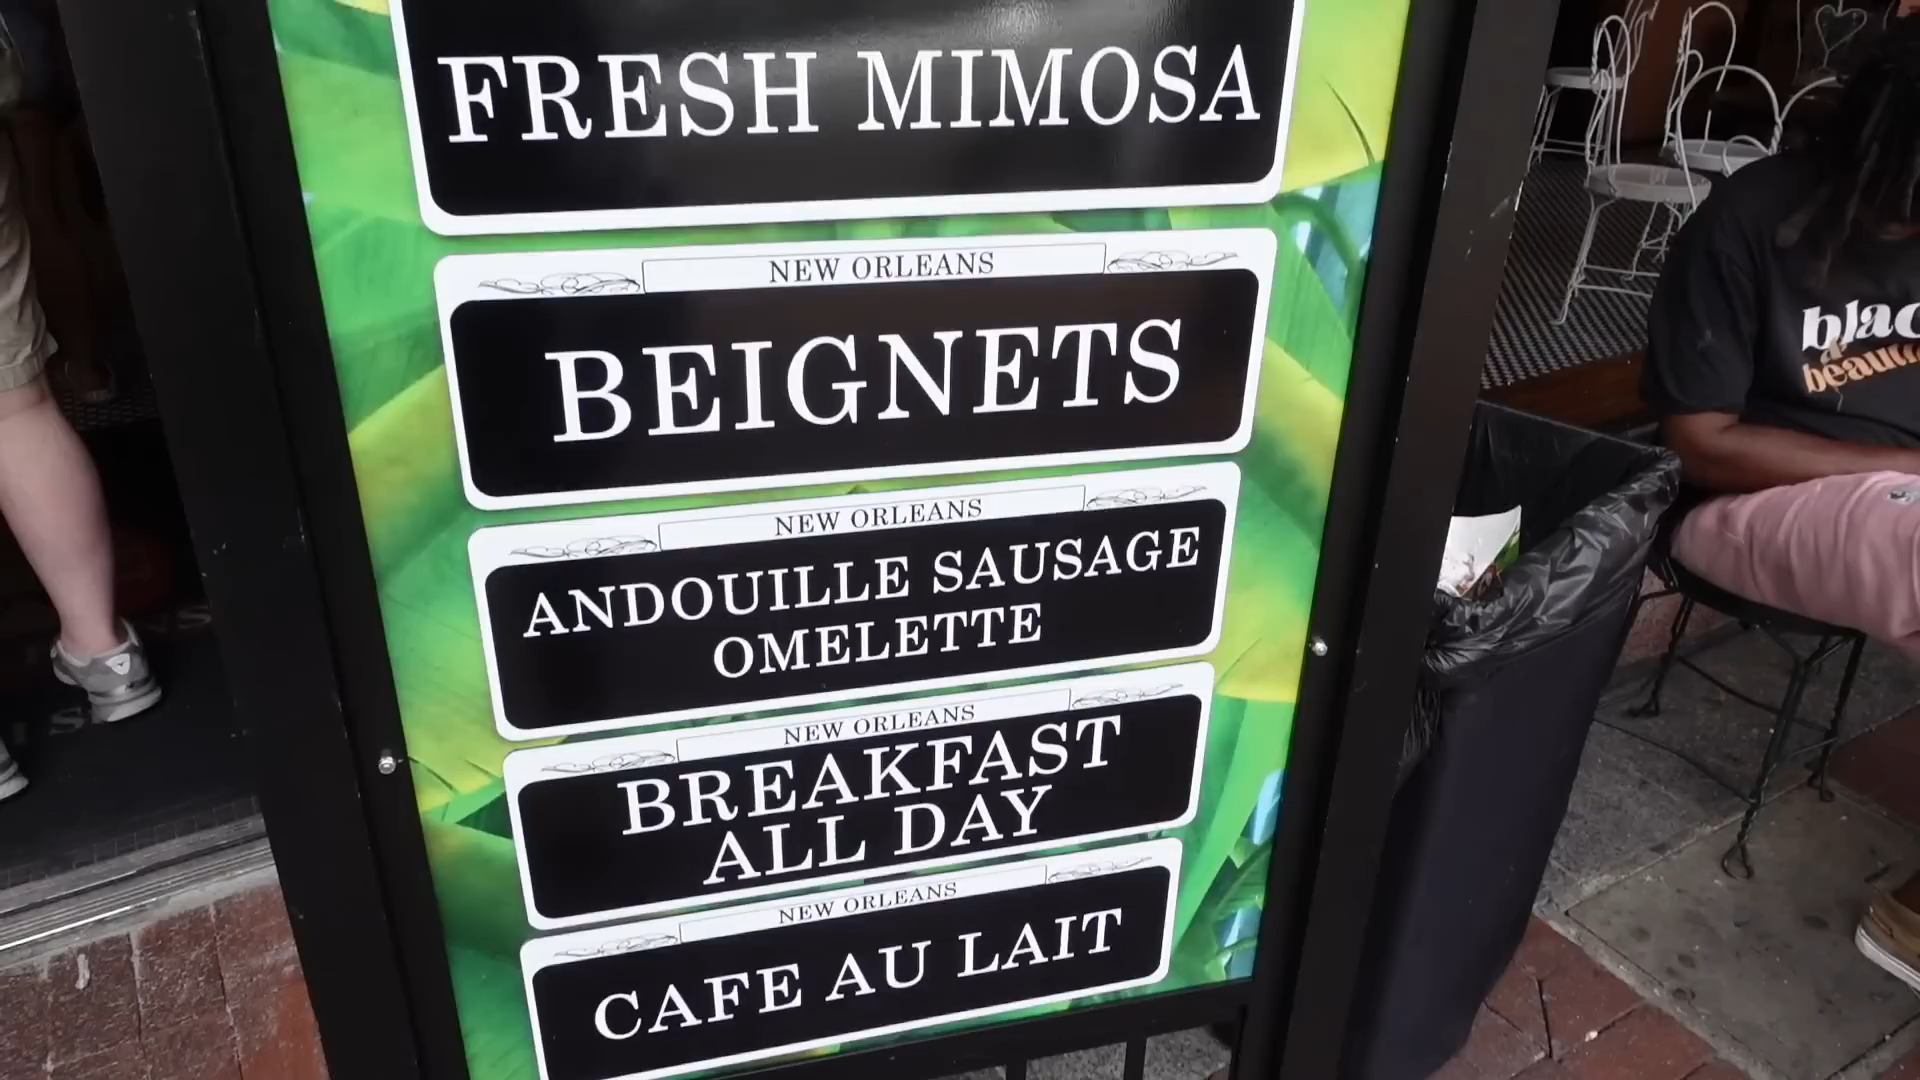 FRESH MIMOSA
NEW ORLEANS
BEIGNETS
NEW ORLEANS
ANDOUILLE SAUSAGE
OMELETTE
NEW ORLEANS
BREAKFAST
ALL DAY
NEW ORLEANS
CAFE AU LAIT